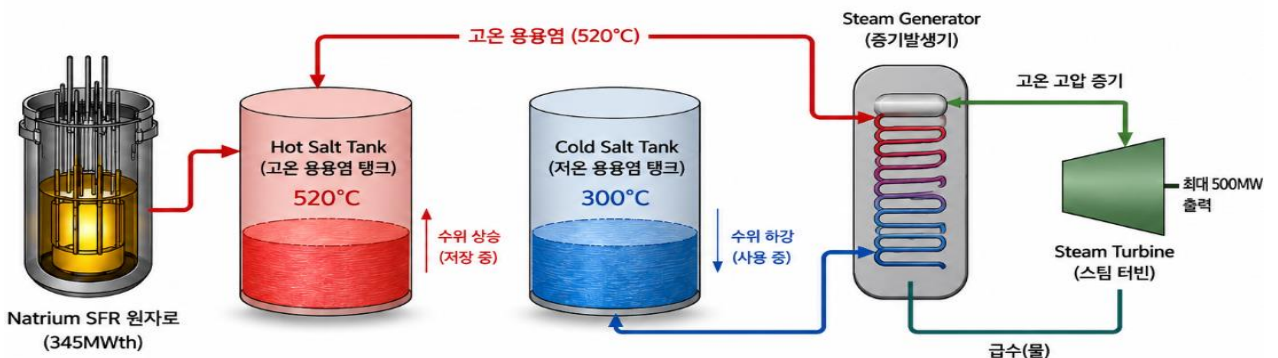 고온 용융염 (520°C)
Steam Generator
(증기발생기)
고온 고압 증기
Hot Salt Tank
(고온 용융염 탱크)
520°C
수위 상승
(저장 중)
Cold Salt Tank
(저온 용융염 탱크)
300°C
수위 하강
(사용 중)
최대 500MW
출력
Steam Turbine
(스팀 터빈)
Natrium SFR 원자로
(345MWth)
급수(물)